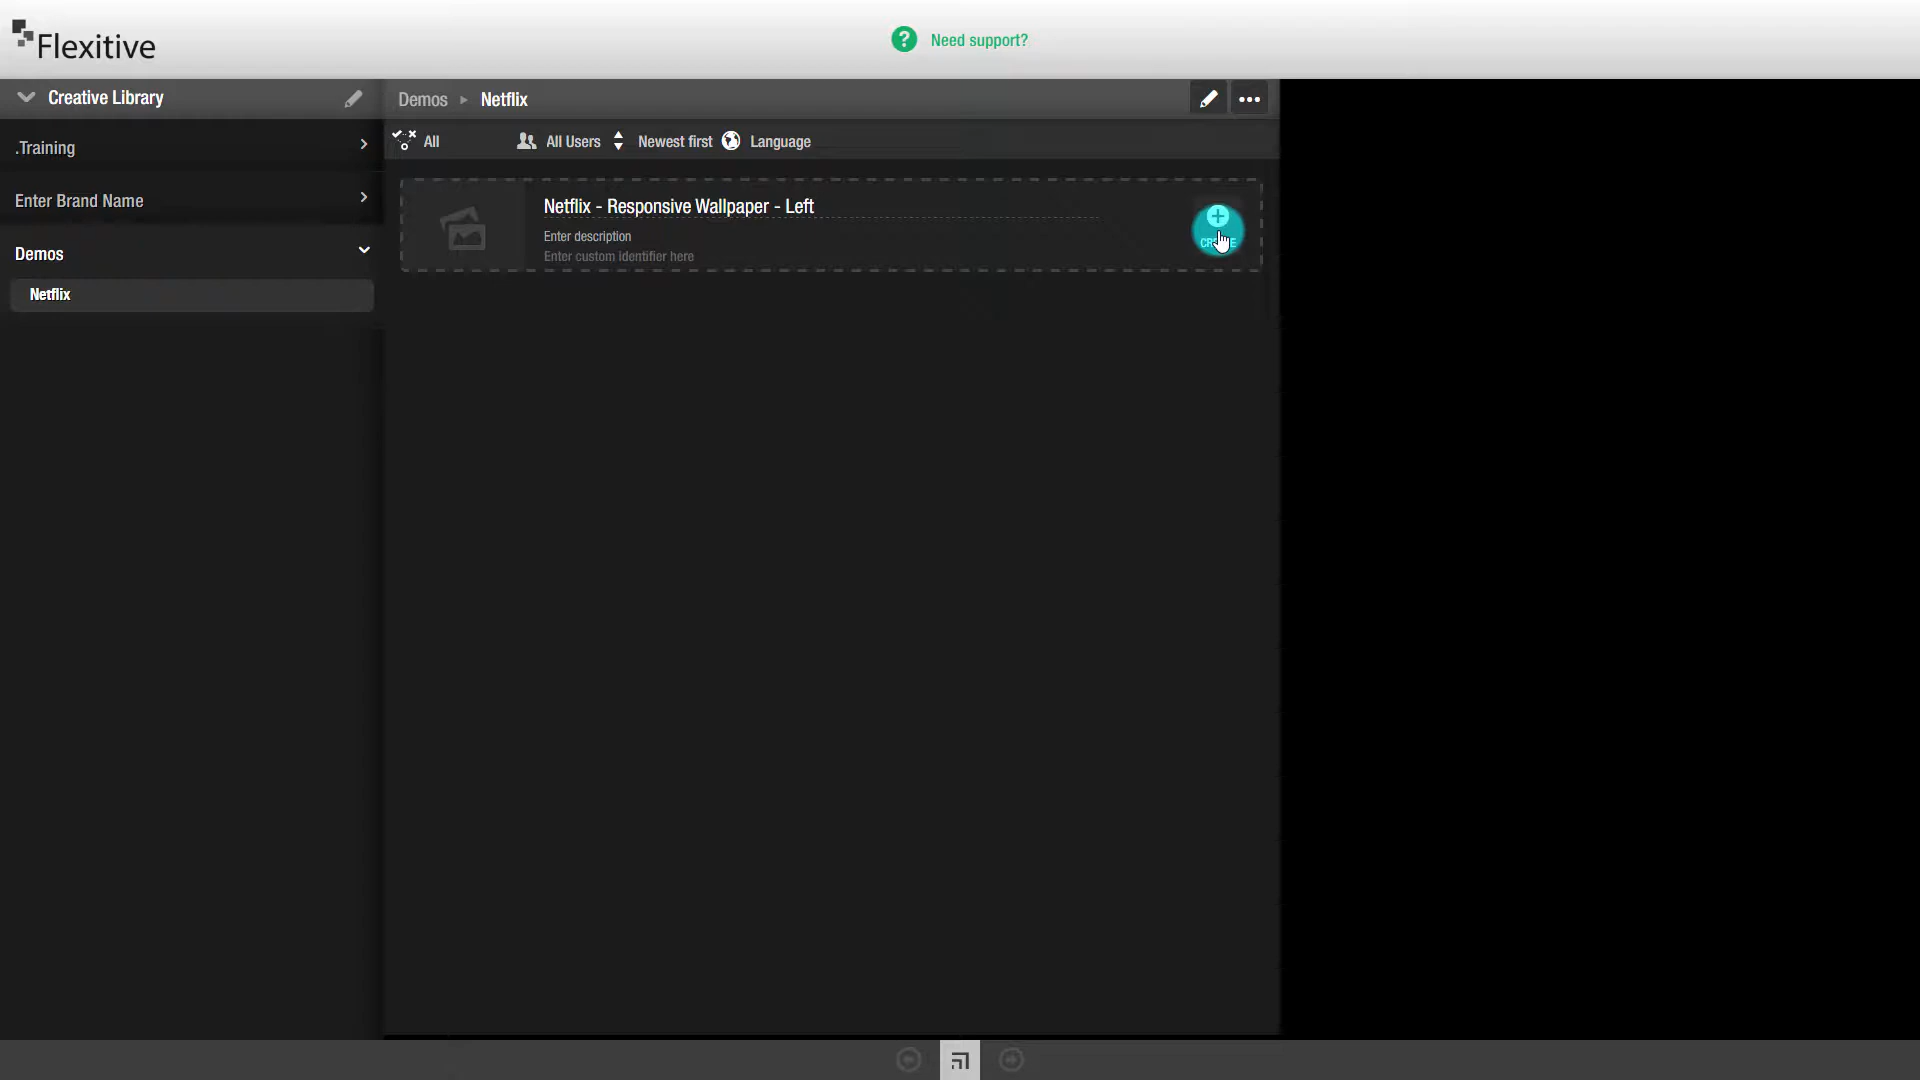 Flexitive
? Need support?
Creative Library
Demos Netflix
.Training
All All Users Newest first Language
Enter Brand Name
Netflix - Responsive Wallpaper - Left
Enter description
Enter custom identifier here
Demos
Netflix